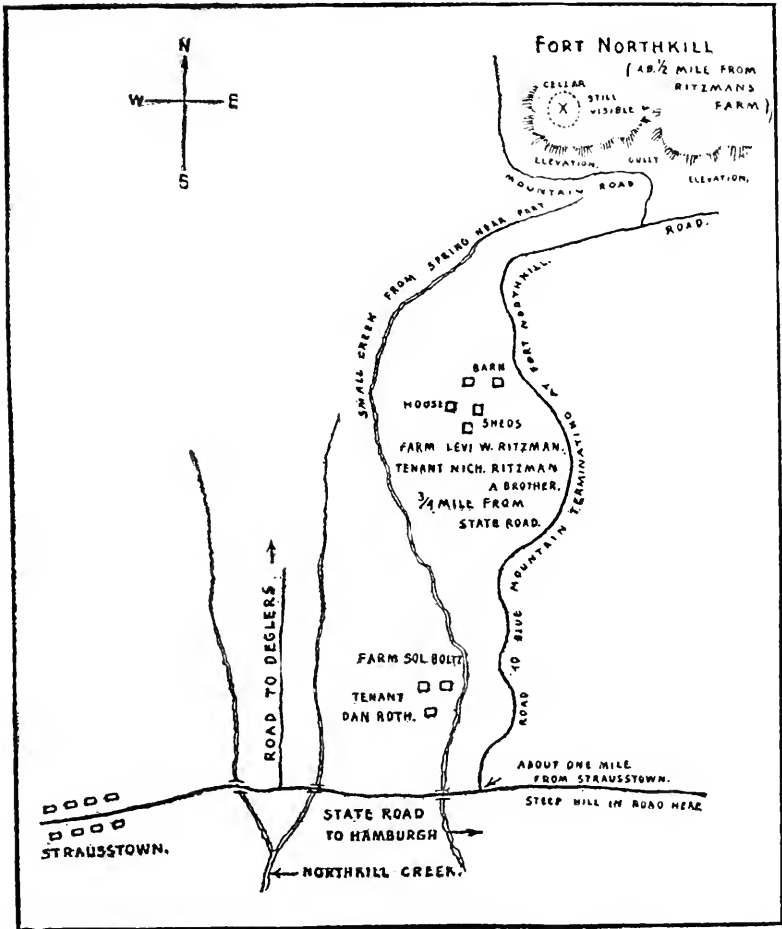 N
W E
S
FORT NORTHKILL
1/2 MILE FROM
RITZMANS
FARM
CELLAR
STILL
VISIBLE
X
ELEVATION.
GULLY
ELEVATION.
MOUNTAIN ROAD
ROAD.
SMALL CREEK FROM SPRING NEAR FORT
BARN
HOUSE
SHEDS
FARM LEVI W. RITZMAN.
TENANT NICH. RITZMAN
A BROTHER.
3/4 MILE FROM
STATE ROAD.
ROAD TO BLUE MOUNTAIN TERMINATING AT FORT NORTHKILL.
ROAD TO DEGLERS.
FARM SOL. BOLTZ
TENANT
DAN ROTH.
ABOUT ONE MILE
FROM STRAUSSTOWN.
STEEP HILL IN ROAD HERE
STATE ROAD
TO HAMBURGH
STRAUSSTOWN.
NORTHKILL CREEK.